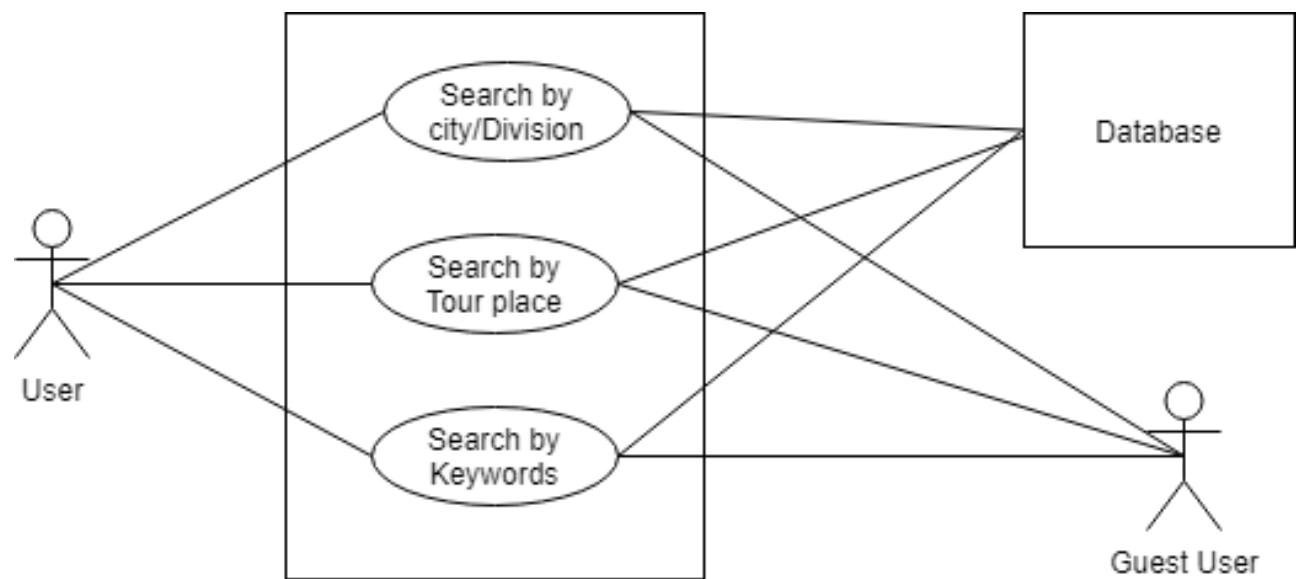 Search by
city/Division
Database
Search by
Tour place
User
Search by
Keywords
Guest User